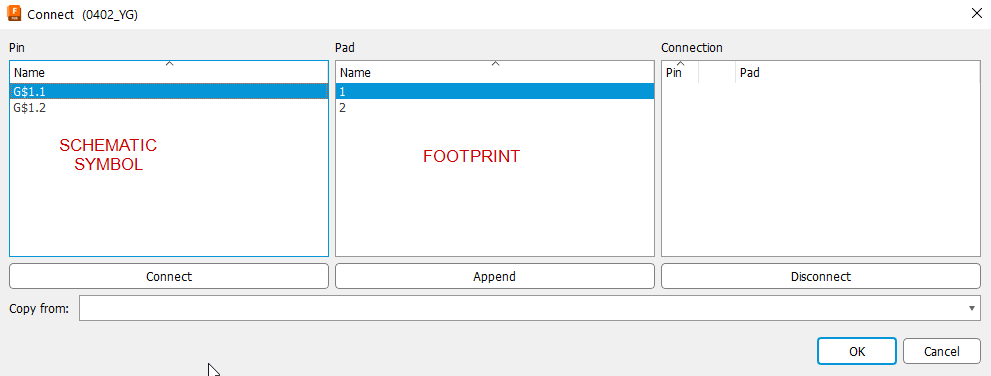 Connect (0402_YG)
Pin
Pad
Connection
Name
Name
Pin
Pad
G$1.1
1
G$1.2
2
SCHEMATIC
SYMBOL
FOOTPRINT
Connect
Append
Disconnect
Copy from:
OK
Cancel